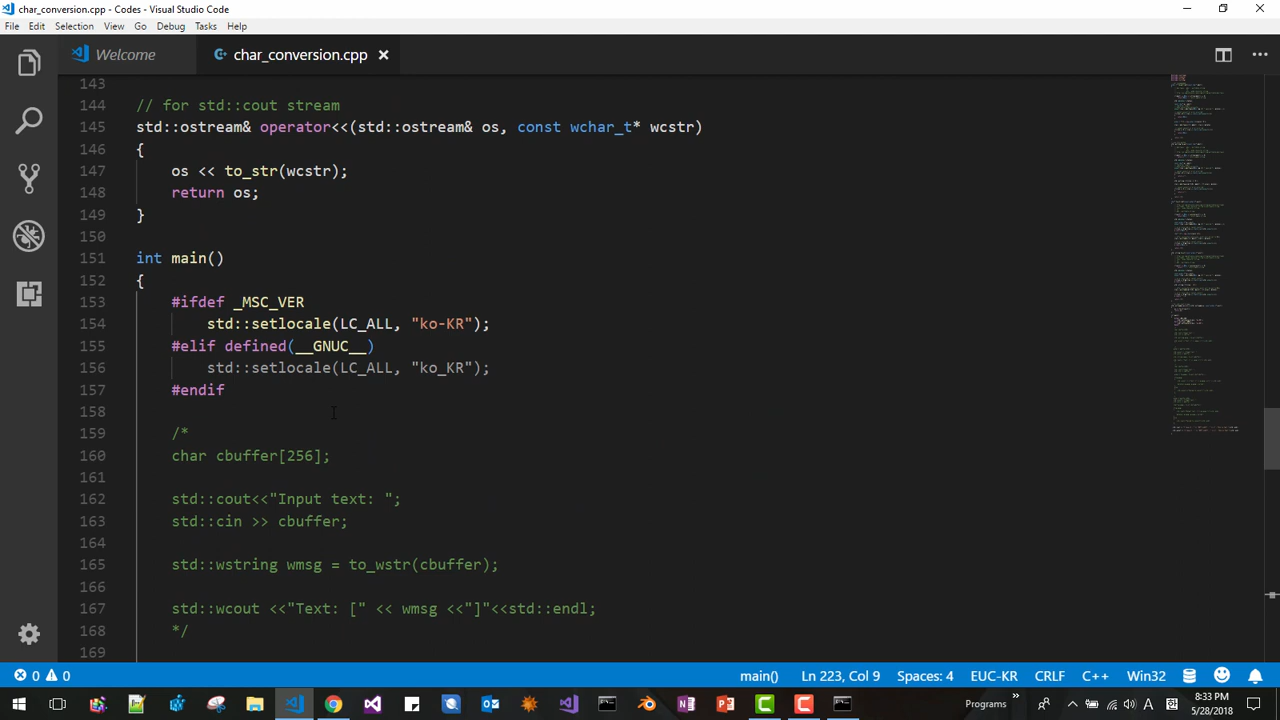 char_conversion.cpp - Codes - Visual Studio Code
File Edit Selection View Go Debug Tasks Help
Welcome
char_conversion.cpp
143
144 // for std::cout stream
145 std::ostream& operator<<(std::ostream& os, const wchar_t* wcstr)
146 {
147 os << to_str(wcstr);
148 return os;
149 }
150
151 int main()
152 {
153 #ifdef _MSC_VER
154 std::setlocale(LC_ALL, "ko-KR");
155 #elif defined(__GNUC__)
156 std::setlocale(LC_ALL, "ko_KR");
157 #endif
158
159 /*
160 char cbuffer[256];
161
162 std::cout<<"Input text: ";
163 std::cin >> cbuffer;
164
165 std::wstring wmsg = to_wstr(cbuffer);
166
167 std::wcout <<"Text: [" << wmsg <<"]"<<std::endl;
168 */
169
0 0 main() Ln 223, Col 9 Spaces: 4 EUC-KR CRLF C++ Win32
Programs » A 8:33 PM
5/28/2018